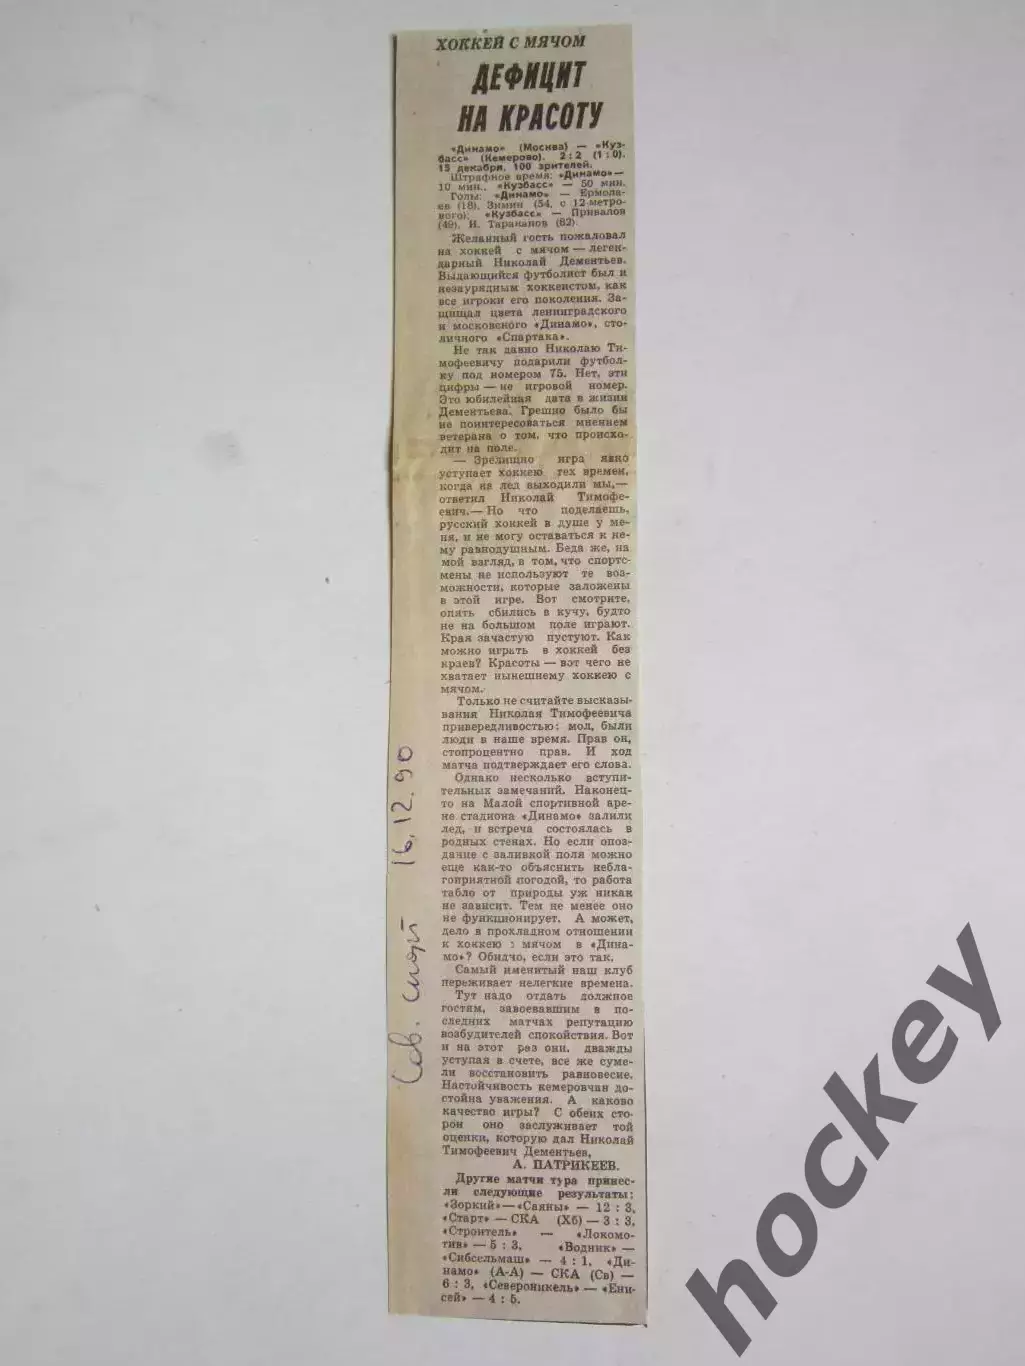 ХОККЕЙ С МЯЧОМ
ДЕФИЦИТ
НА КРАСОТУ
«Динамо» (Москва) — «Куз-
басс» (Кемерово). 2 : 2 (1 : 0).
15 декабря. 100 зрителей.
Штрафное время: «Динамо» —
10 мин., «Кузбасс» — 50 мин.
Голы: «Динамо» — Ермола-
ев (18), Зимин (54, с 12-метро-
вого); «Кузбасс» — Привалов
(49), И. Тараканов (62).
Желанный гость пожаловал
на хоккей с мячом — леген-
дарный Николай Дементьев.
Выдающийся футболист был и
незаурядным хоккеистом, как
все игроки его поколения. За-
щищал цвета ленинградского
и московского «Динамо», сто-
личного «Спартака».
Не так давно Николаю Ти-
мофеевичу подарили футбол-
ку под номером 75. Нет, эти
цифры — не игровой номер.
Это юбилейная дата в жизни
Дементьева. Грешно было бы
не поинтересоваться мнением
ветерана о том, что происхо-
дит на поле.
— Зрелищно игра явно
уступает хоккею тех времен,
когда на лед выходили мы,—
ответил Николай Тимофе-
евич.— Но что поделаешь,
русский хоккей в душе у ме-
ня, и не могу оставаться к не-
му равнодушным. Беда же, на
мой взгляд, в том, что спортс-
мены не используют те воз-
можности, которые заложены
в этой игре. Вот смотрите,
опять сбились в кучу, будто
не на большом поле играют.
Края зачастую пустуют. Как
можно играть в хоккей без
краев? Красоты — вот чего не
хватает нынешнему хоккею с
мячом.
Только не считайте высказы-
вания Николая Тимофеевича
привередливостью: мол, были
люди в наше время. Прав он,
стопроцентно прав. И ход
матча подтверждает его слова.
Однако несколько вступи-
тельных замечаний. Наконец-
то на Малой спортивной аре-
не стадиона «Динамо» залили
лед, и встреча состоялась в
родных стенах. Но если опоз-
дание с заливкой поля можно
еще как-то объяснить небла-
гоприятной погодой, то работа
табло от природы уж никак
не зависит. Тем не менее оно
не функционирует. А может,
дело в прохладном отношении
к хоккею с мячом в «Дина-
мо»? Обидно, если это так.
Самый именитый наш клуб
переживает нелегкие времена.
Тут надо отдать должное
гостям, завоевавшим в по-
следних матчах репутацию
возбудителей спокойствия. Вот
и на этот раз они, дважды
уступая в счете, все же суме-
ли восстановить равновесие.
Настойчивость кемеровчан до-
стойна уважения. А каково
качество игры? С обеих сто-
рон оно заслуживает той
оценки, которую дал Николай
Тимофеевич Дементьев.
А. ПАТРИКЕЕВ.
Другие матчи тура принес-
ли следующие результаты:
«Зоркий» — «Саяны» — 12 : 3,
«Старт» — СКА (Хб) — 3 : 3,
«Строитель» — «Локомо-
тив» — 5 : 3, «Водник» —
«Сибсельмаш» — 4 : 1, «Ди-
намо» (А-А) — СКА (Св) —
6 : 3, «Североникель» — «Ени-
сей» — 4 : 5.
Сов. спорт 16.12.90
hockey